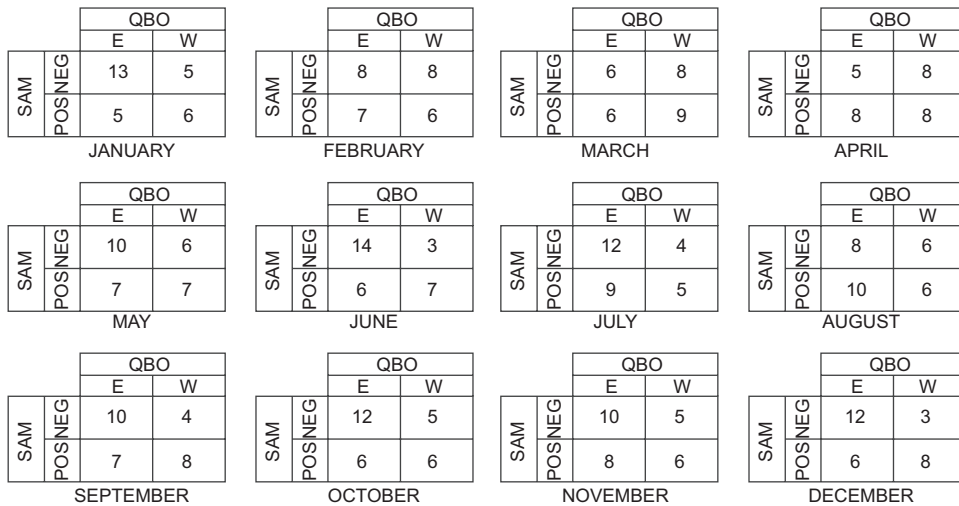 QBO QBO QBO QBO
E W E W E W E W
SAM NEG 13 5 SAM NEG 8 8 SAM NEG 6 8 SAM NEG 5 8
POS 5 6 POS 7 6 POS 6 9 POS 8 8
JANUARY FEBRUARY MARCH APRIL
QBO QBO QBO QBO
E W E W E W E W
SAM NEG 10 6 SAM NEG 14 3 SAM NEG 12 4 SAM NEG 8 6
POS 7 7 POS 6 7 POS 9 5 POS 10 6
MAY JUNE JULY AUGUST
QBO QBO QBO QBO
E W E W E W E W
SAM NEG 10 4 SAM NEG 12 5 SAM NEG 10 5 SAM NEG 12 3
POS 7 8 POS 6 6 POS 8 6 POS 6 8
SEPTEMBER OCTOBER NOVEMBER DECEMBER